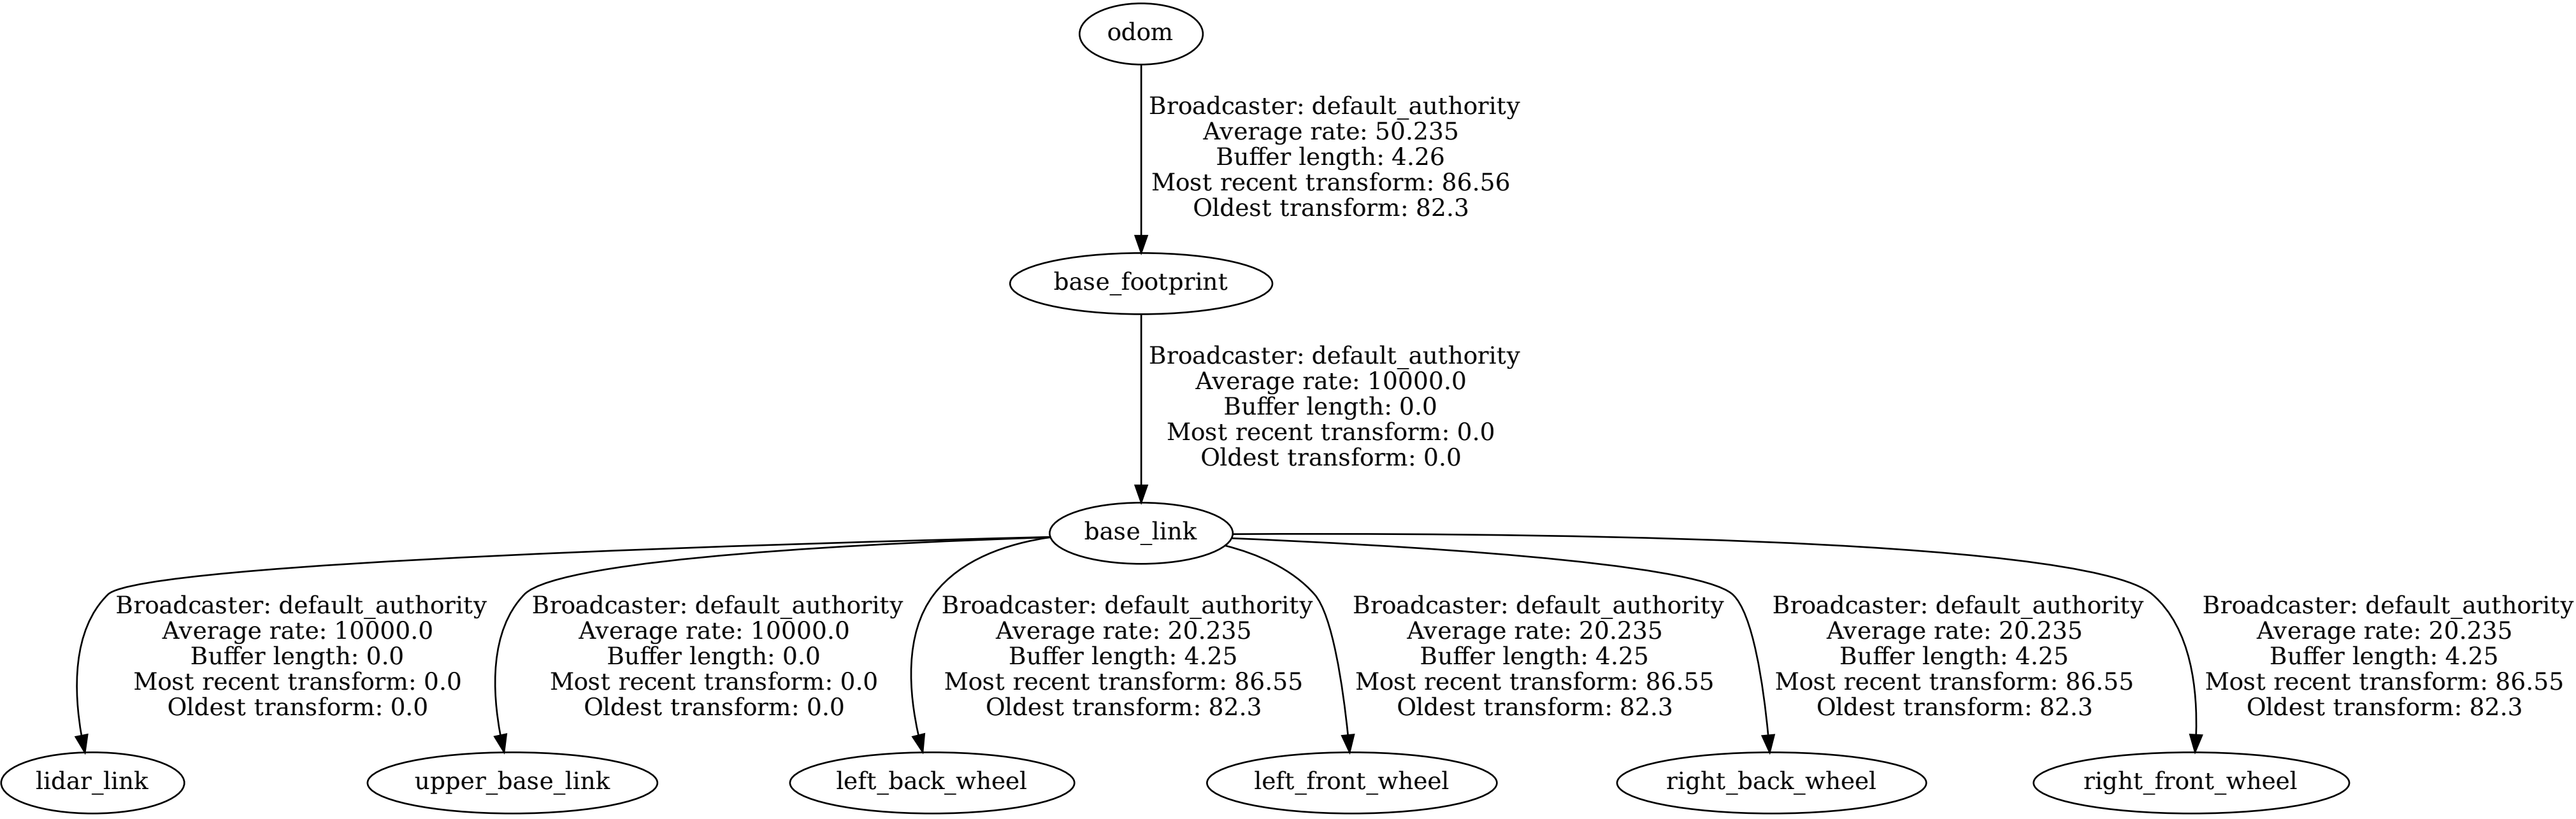 odom
Broadcaster: default_authority
Average rate: 50.235
Buffer length: 4.26
Most recent transform: 86.56
Oldest transform: 82.3
base_footprint
Broadcaster: default_authority
Average rate: 10000.0
Buffer length: 0.0
Most recent transform: 0.0
Oldest transform: 0.0
base_link
Broadcaster: default_authority
Average rate: 10000.0
Buffer length: 0.0
Most recent transform: 0.0
Oldest transform: 0.0
Broadcaster: default_authority
Average rate: 10000.0
Buffer length: 0.0
Most recent transform: 0.0
Oldest transform: 0.0
Broadcaster: default_authority
Average rate: 20.235
Buffer length: 4.25
Most recent transform: 86.55
Oldest transform: 82.3
Broadcaster: default_authority
Average rate: 20.235
Buffer length: 4.25
Most recent transform: 86.55
Oldest transform: 82.3
Broadcaster: default_authority
Average rate: 20.235
Buffer length: 4.25
Most recent transform: 86.55
Oldest transform: 82.3
Broadcaster: default_authority
Average rate: 20.235
Buffer length: 4.25
Most recent transform: 86.55
Oldest transform: 82.3
lidar_link
upper_base_link
left_back_wheel
left_front_wheel
right_back_wheel
right_front_wheel